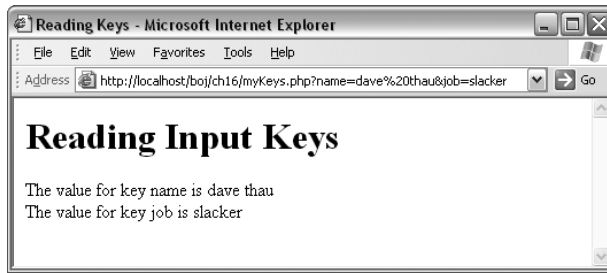 Reading Keys - Microsoft Internet Explorer
File Edit View Favorites Tools Help
Address http://localhost/boj/ch16/myKeys.php?name=dave%20thau&job=slacker Go
Reading Input Keys
The value for key name is dave thau
The value for key job is slacker